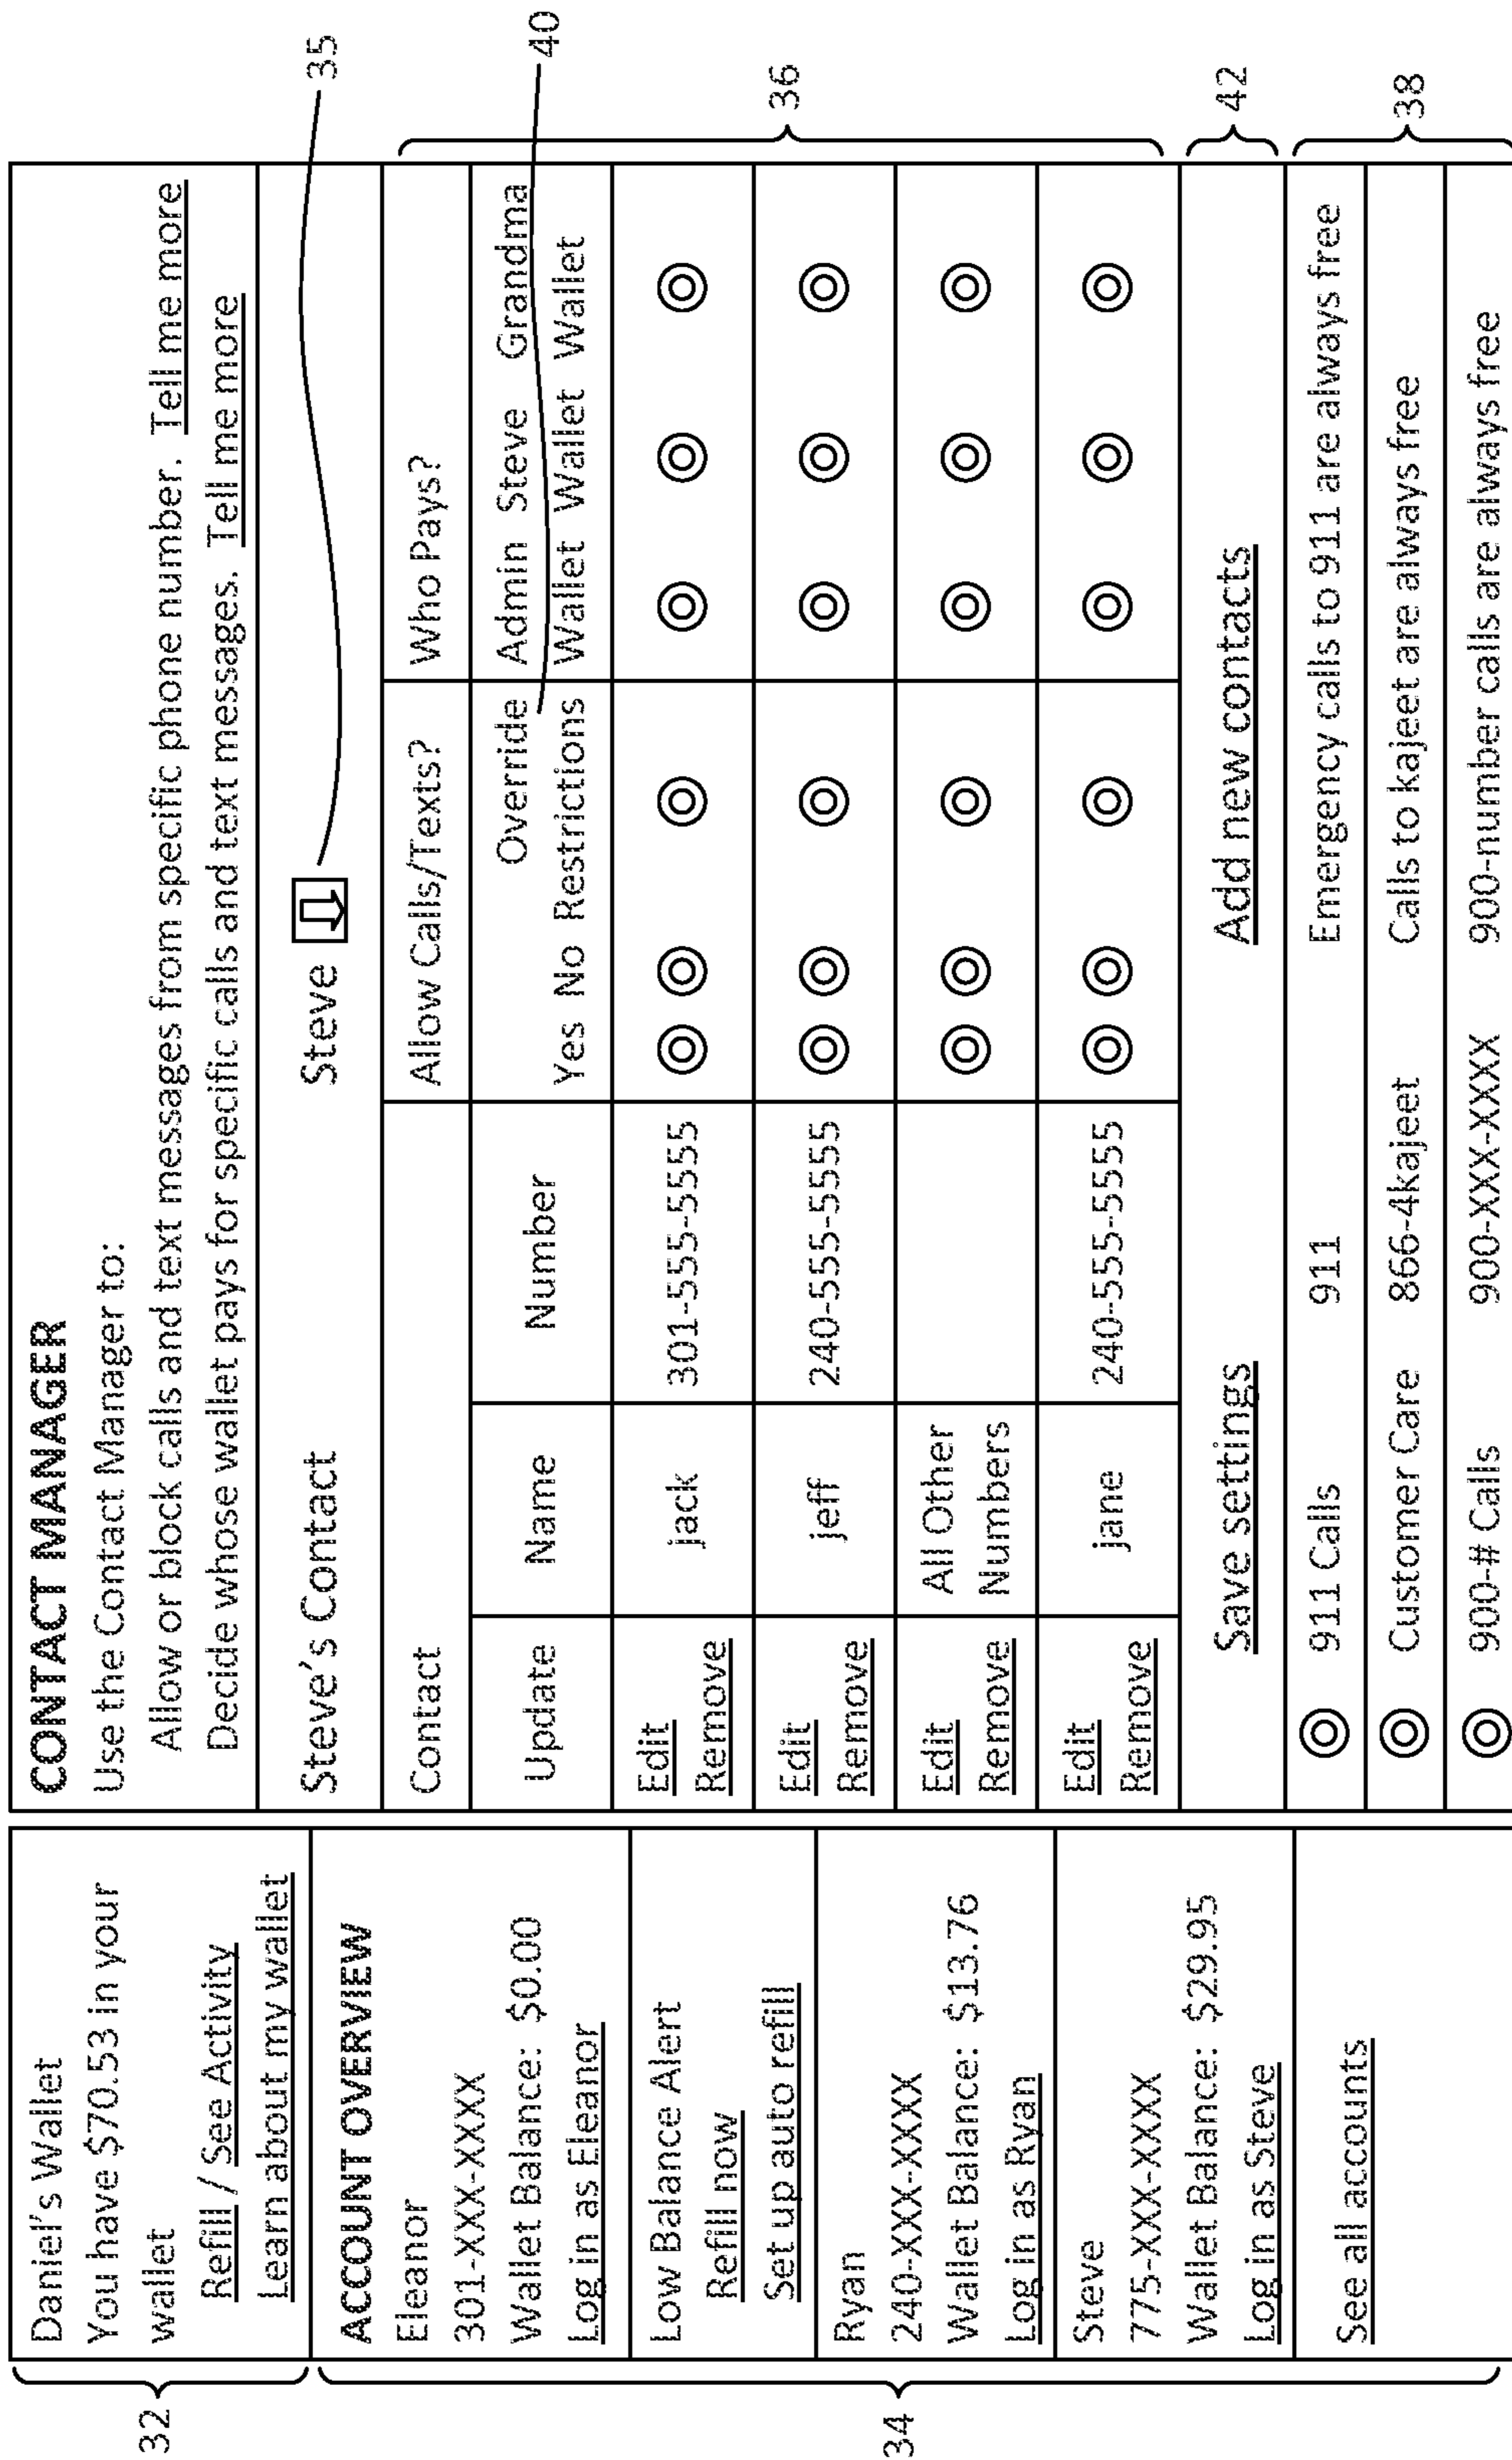 32
Daniel's Wallet
You have $70.53 in your
wallet
Refill / See Activity
Learn about my wallet
34
ACCOUNT OVERVIEW
Eleanor
301-XXX-XXXX
Wallet Balance: $0.00
Log in as Eleanor
Low Balance Alert
Refill now
Set up auto refill
Ryan
240-XXX-XXXX
Wallet Balance: $13.76
Log in as Ryan
Steve
775-XXX-XXXX
Wallet Balance: $29.95
Log in as Steve
See all accounts
CONTACT MANAGER
Use the Contact Manager to:
Allow or block calls and text messages from specific phone number. Tell me more
Decide whose wallet pays for specific calls and text messages. Tell me more
Steve's Contact Steve
35
Contact Allow Calls/Texts? Who Pays?
Override Admin Steve Grandma
Update Name Number Yes No Restrictions Wallet Wallet Wallet
40
Edit
Remove jack 301-555-5555
Edit
Remove jeff 240-555-5555
Edit All Other
Remove Numbers
Edit
Remove jane 240-555-5555
36
Save settings Add new contacts
42
911 Calls 911 Emergency calls to 911 are always free
Customer Care 866-4kajeet Calls to kajeet are always free
900-# Calls 900-XXX-XXXX 900-number calls are always free
38